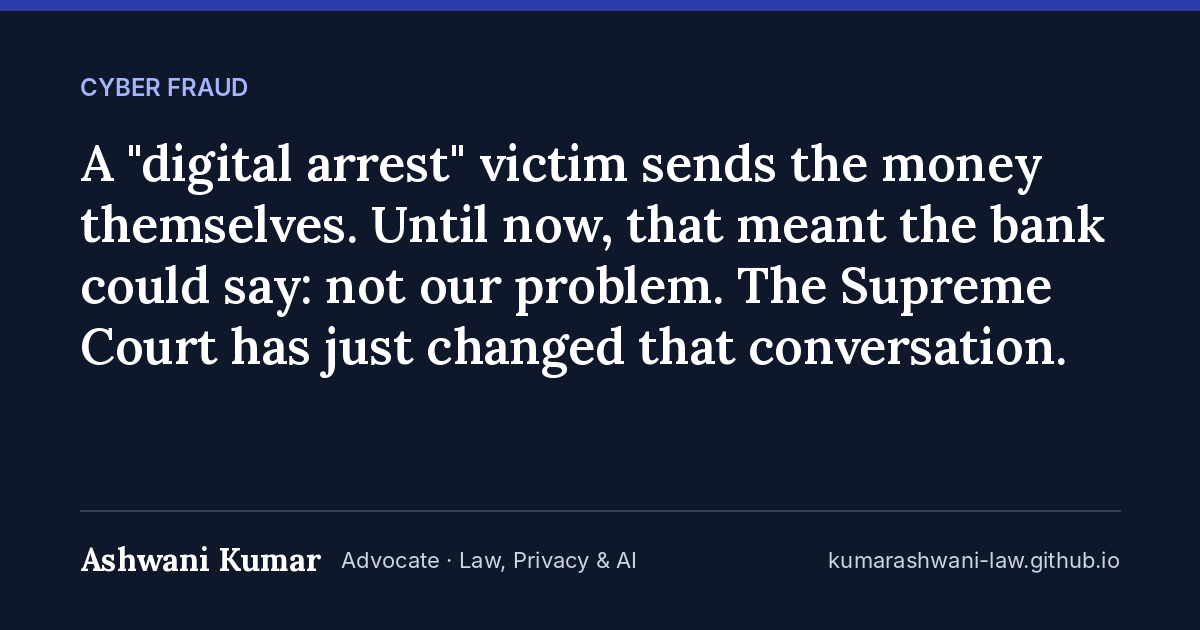 CYBER FRAUD
A "digital arrest" victim sends the money
themselves. Until now, that meant the bank
could say: not our problem. The Supreme
Court has just changed that conversation.
Ashwani Kumar Advocate · Law, Privacy & AI kumarashwani-law.github.io